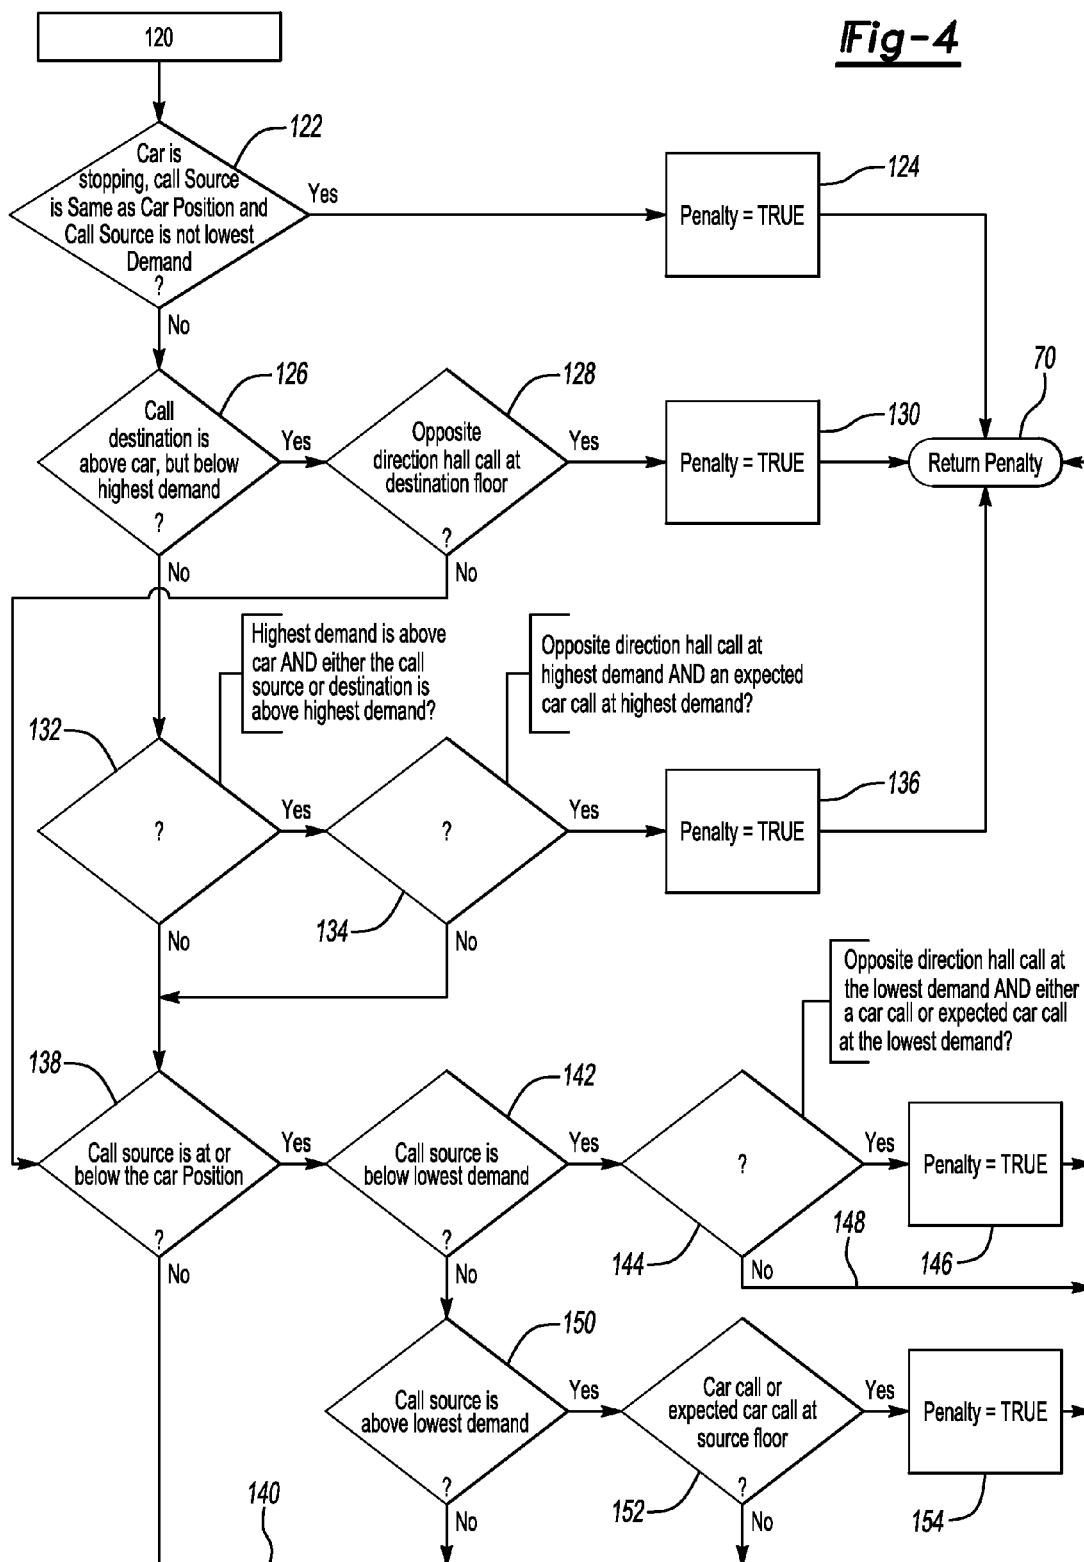 120
Fig-4
122
Car is
stopping, call Source
is Same as Car Position and
Call Source is not lowest
Demand
?
Yes
No
124
Penalty = TRUE
126
Call
destination is
above car, but below
highest demand
?
Yes
No
128
Opposite
direction hall call at
destination floor
?
Yes
No
130
Penalty = TRUE
70
Return Penalty
Highest demand is above
car AND either the call
source or destination is
above highest demand?
Opposite direction hall call at
highest demand AND an expected
car call at highest demand?
132
?
Yes
No
134
?
Yes
No
136
Penalty = TRUE
Opposite direction hall call at
the lowest demand AND either
a car call or expected car call
at the lowest demand?
138
Call source is at or
below the car Position
?
Yes
No
142
Call source is
below lowest demand
?
Yes
No
144
?
Yes
No
148
146
Penalty = TRUE
150
Call source is
above lowest demand
?
Yes
No
152
Car call or
expected car call at
source floor
?
Yes
No
154
Penalty = TRUE
140